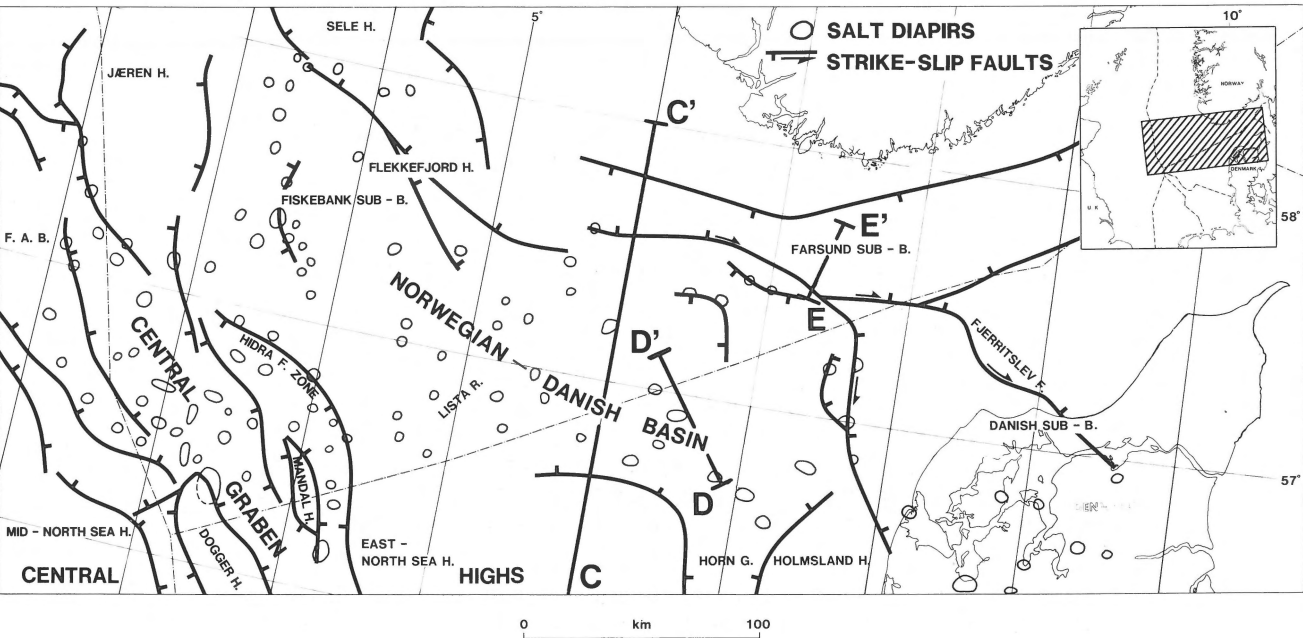 SELE H.
5°
10°
SALT DIAPIRS
STRIKE-SLIP FAULTS
JÆREN H.
NORWAY
DENMARK
U K
C'
FLEKKEFJORD H.
FISKEBANK SUB - B.
58°
E'
FARSUND SUB - B.
F. A. B.
NORWEGIAN - DANISH BASIN
E
CENTRAL GRABEN
HIDRA F. ZONE
D'
FJERRITSLEV F.
LISTA R.
DANISH SUB - B.
MANDAL H.
57°
D
MID - NORTH SEA H.
DOGGER H.
EAST -
NORTH SEA H.
HORN G.
HOLMSLAND H.
CENTRAL
HIGHS
C
0 km 100